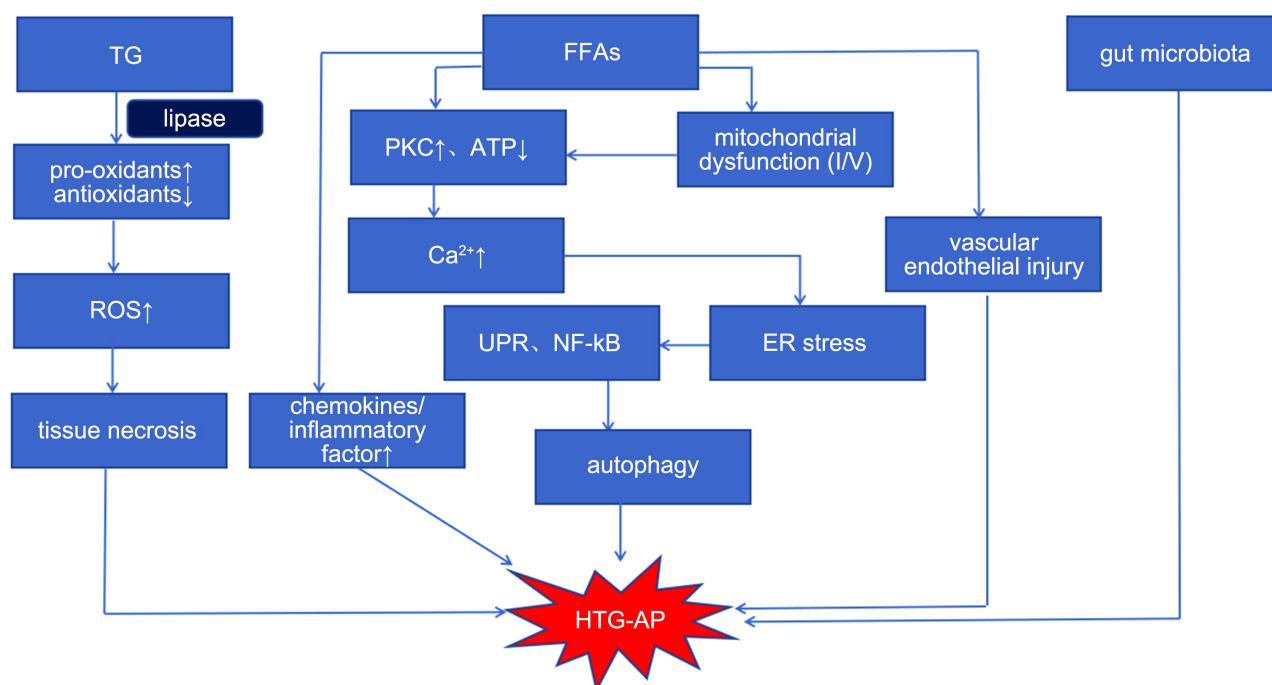 TG
FFAs
gut microbiota
lipase
PKC↑、ATP↓
mitochondrial
dysfunction (I/V)
pro-oxidants↑
antioxidants↓
Ca²⁺↑
vascular
endothelial injury
ROS↑
UPR、NF-kB
ER stress
tissue necrosis
chemokines/
inflammatory
factor↑
autophagy
HTG-AP